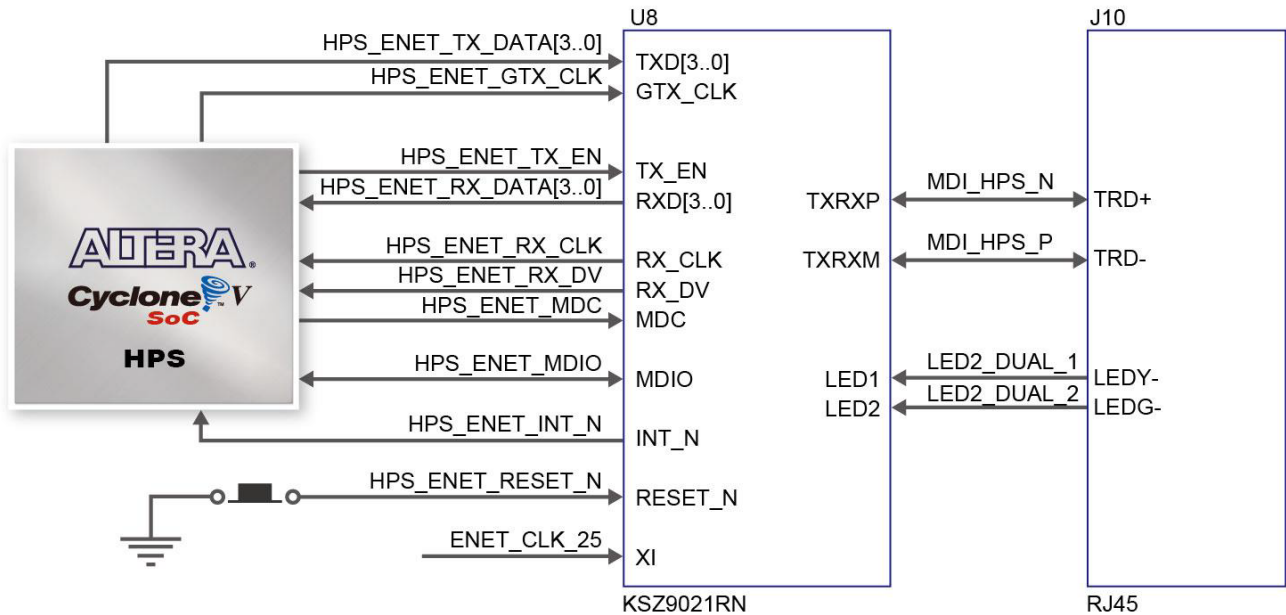 U8
J10
HPS_ENET_TX_DATA[3..0]
TXD[3..0]
HPS_ENET_GTX_CLK
GTX_CLK
HPS_ENET_TX_EN
TX_EN
HPS_ENET_RX_DATA[3..0]
RXD[3..0]
TXRXP
MDI_HPS_N
TRD+
ALTERA
HPS_ENET_RX_CLK
RX_CLK
TXRXM
MDI_HPS_P
TRD-
Cyclone V
TM
HPS_ENET_RX_DV
RX_DV
SoC
HPS_ENET_MDC
MDC
HPS
HPS_ENET_MDIO
MDIO
LED1
LED2_DUAL_1
LEDY-
LED2
LED2_DUAL_2
LEDG-
HPS_ENET_INT_N
INT_N
HPS_ENET_RESET_N
RESET_N
ENET_CLK_25
XI
KSZ9021RN
RJ45